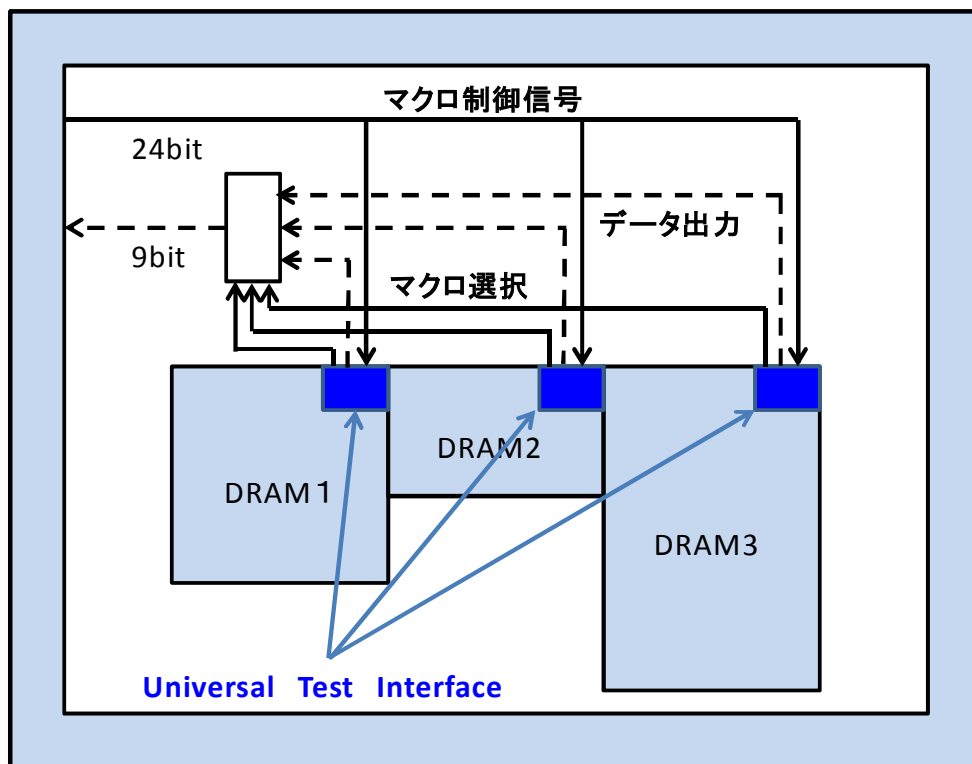 マクロ制御信号
24bit
データ出力
9bit
マクロ選択
DRAM2
DRAM１
DRAM3
Universal Test Interface